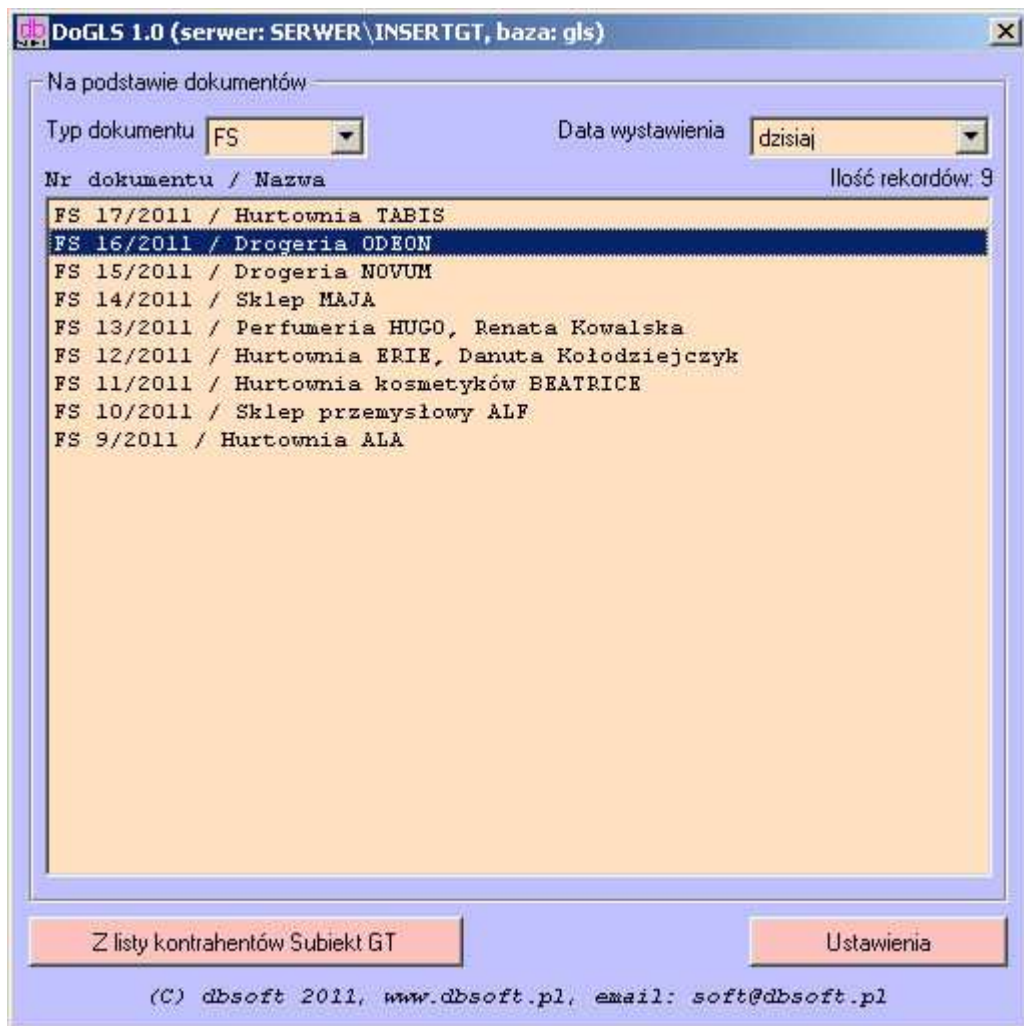 DoGLS 1.0 (serwer: SERWER\INSERTGT, baza: gls)
Na podstawie dokumentów
Typ dokumentu FS Data wystawienia dzisiaj
Nr dokumentu / Nazwa Ilość rekordów: 9
FS 17/2011 / Hurtownia TABIS
FS 16/2011 / Drogeria ODEON
FS 15/2011 / Drogeria NOVUM
FS 14/2011 / Sklep MAJA
FS 13/2011 / Perfumeria HUGO, Renata Kowalska
FS 12/2011 / Hurtownia ERIE, Danuta Kołodziejczyk
FS 11/2011 / Hurtownia kosmetyków BEATRICE
FS 10/2011 / Sklep przemysłowy ALF
FS 9/2011 / Hurtownia ALA
Z listy kontrahentów Subiekt GT Ustawienia
(C) dbsoft 2011, www.dbsoft.pl, email: soft@dbsoft.pl